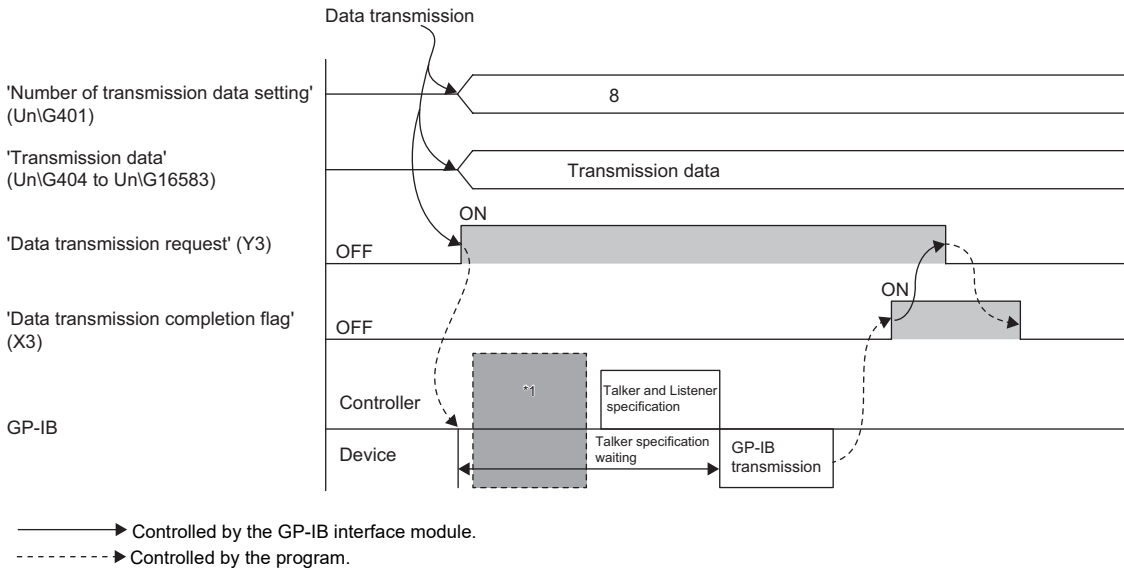 Data transmission
'Number of transmission data setting'
(Un\G401)
8
'Transmission data'
(Un\G404 to Un\G16583)
Transmission data
ON
'Data transmission request' (Y3)
OFF
ON
'Data transmission completion flag'
(X3)
OFF
*1
Talker and Listener
specification
Controller
GP-IB
Device
Talker specification
waiting
GP-IB
transmission
Controlled by the GP-IB interface module.
Controlled by the program.